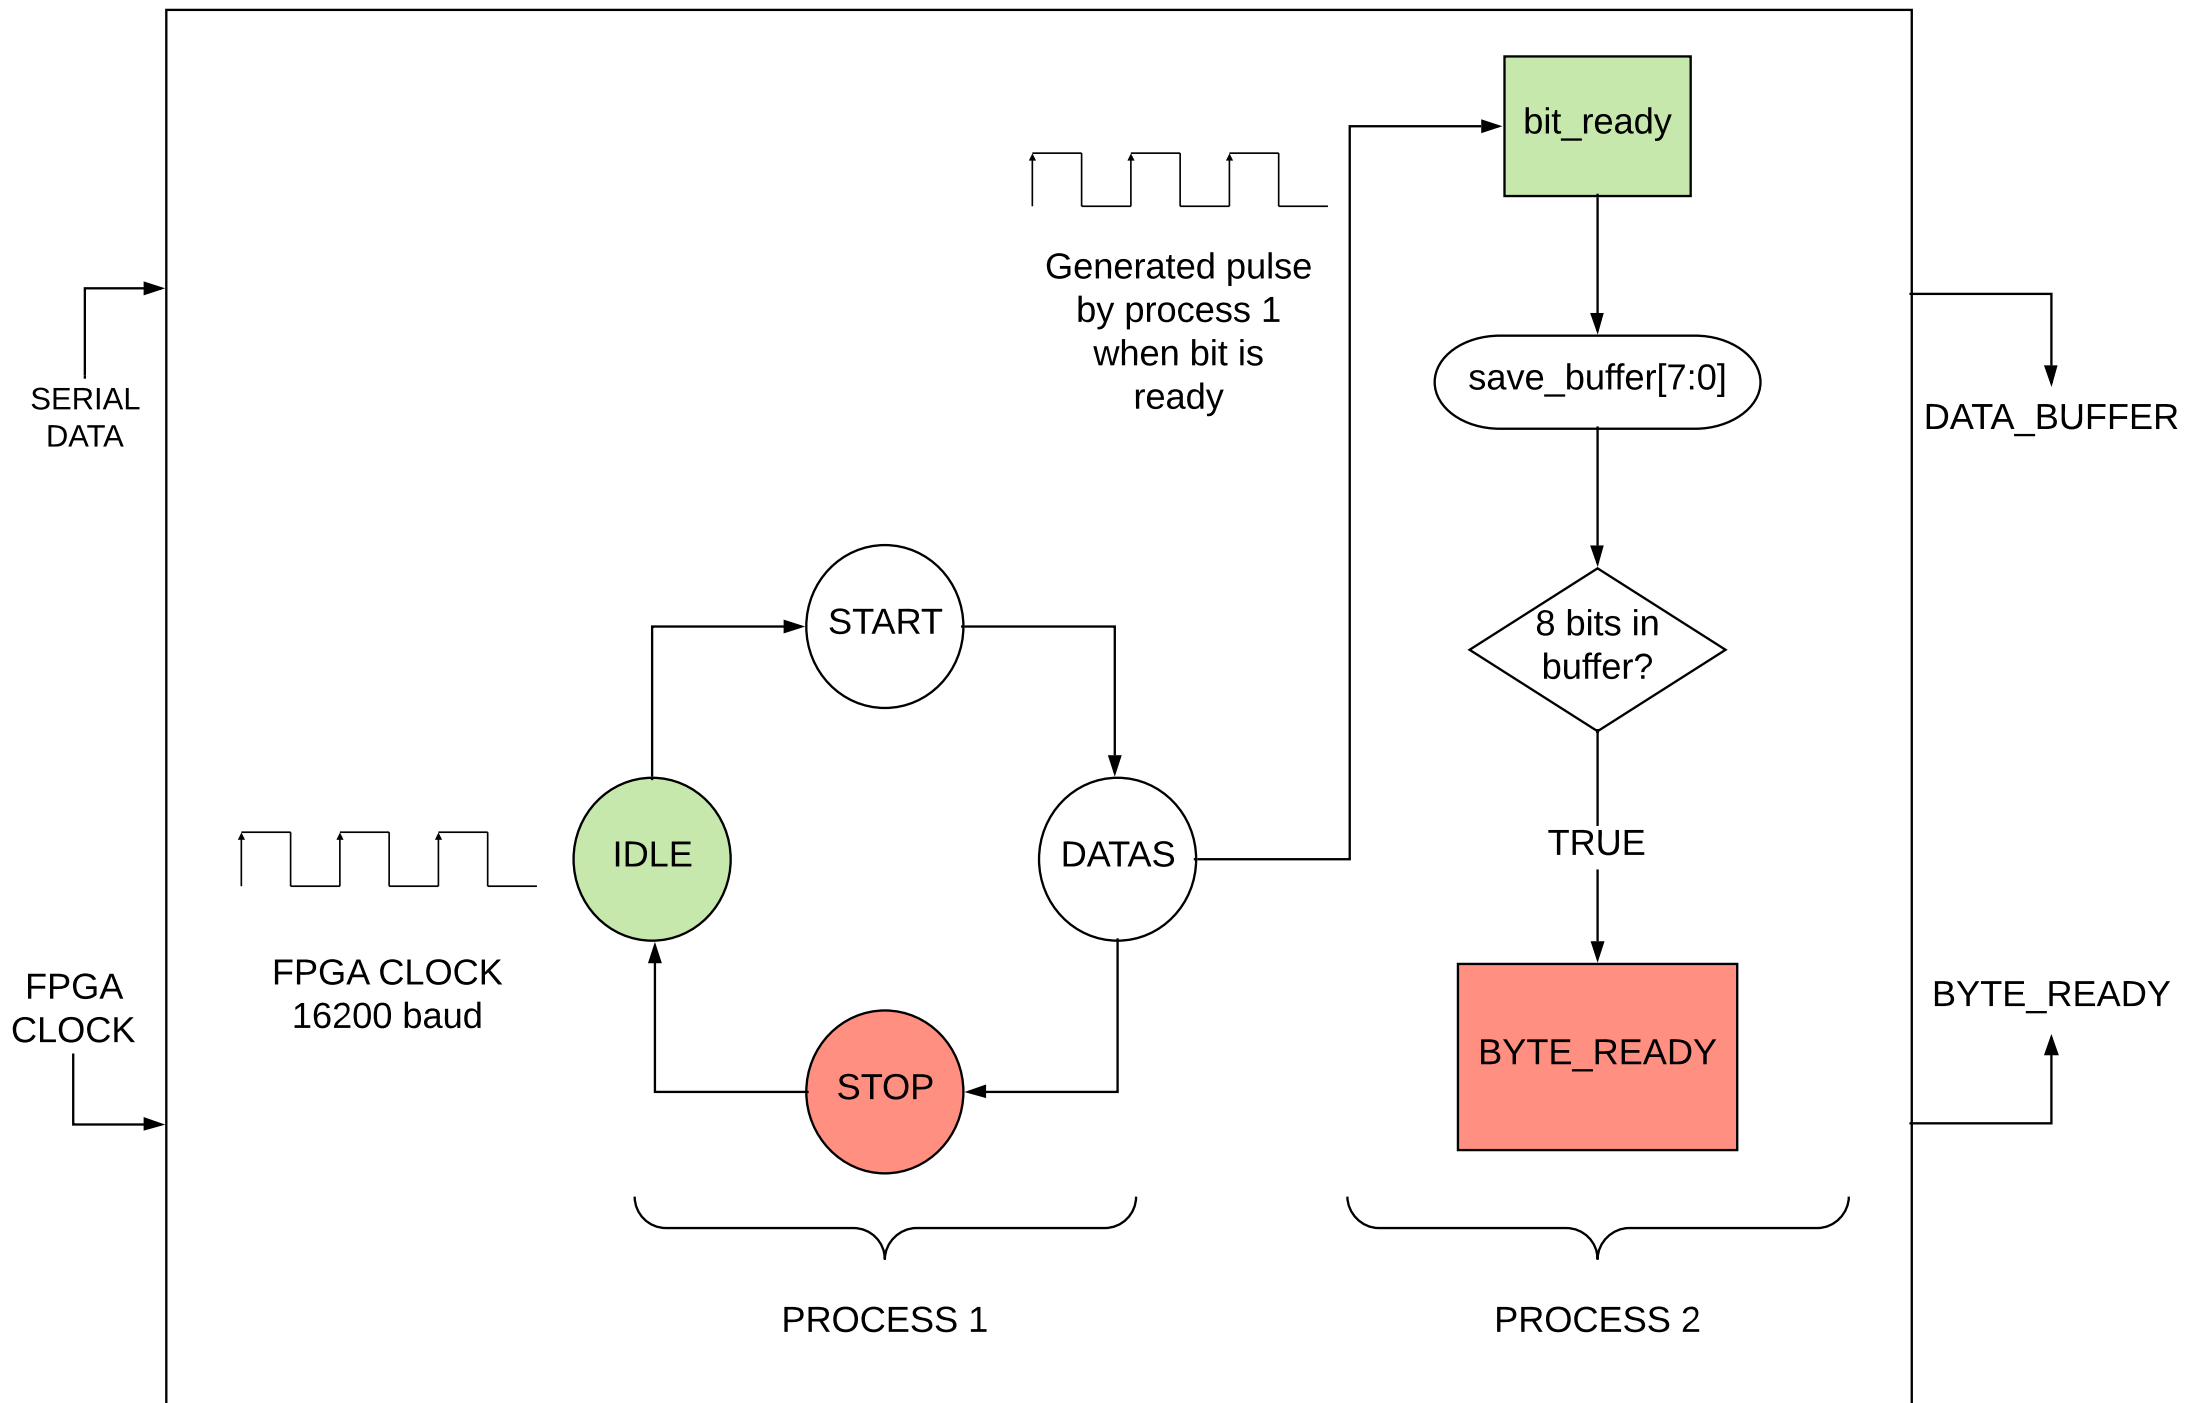 bit_ready
Generated pulse
by process 1
when bit is
ready
SERIAL
DATA
save_buffer[7:0]
DATA_BUFFER
START
8 bits in
buffer?
IDLE
DATAS
TRUE
FPGA
CLOCK
FPGA CLOCK
16200 baud
STOP
BYTE_READY
BYTE_READY
PROCESS 1
PROCESS 2